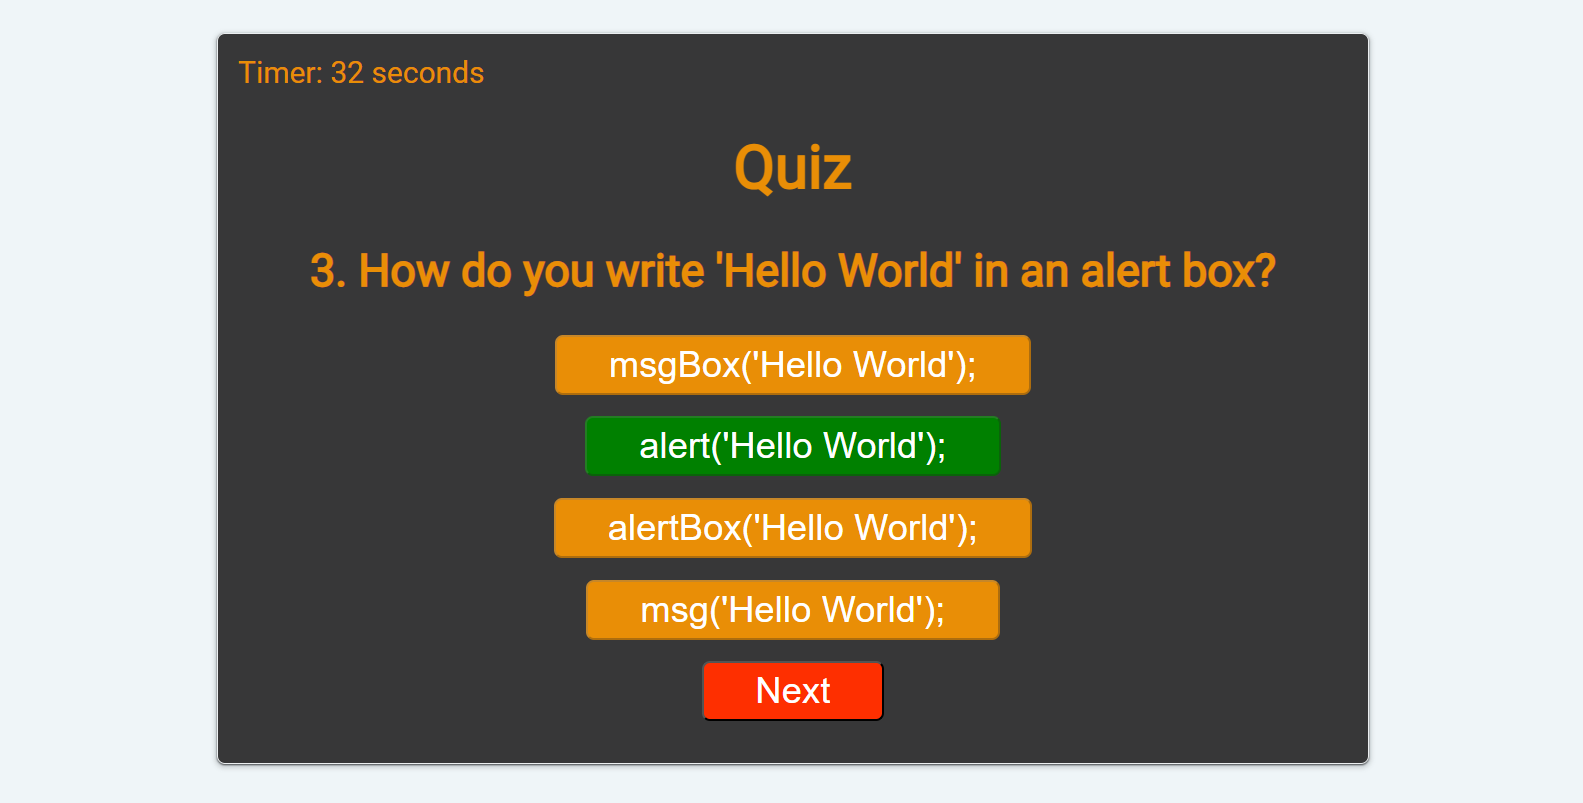 Timer: 32 seconds
Quiz
3. How do you write 'Hello World' in an alert box?
msgBox('Hello World');
alert('Hello World');
alertBox('Hello World');
msg('Hello World');
Next